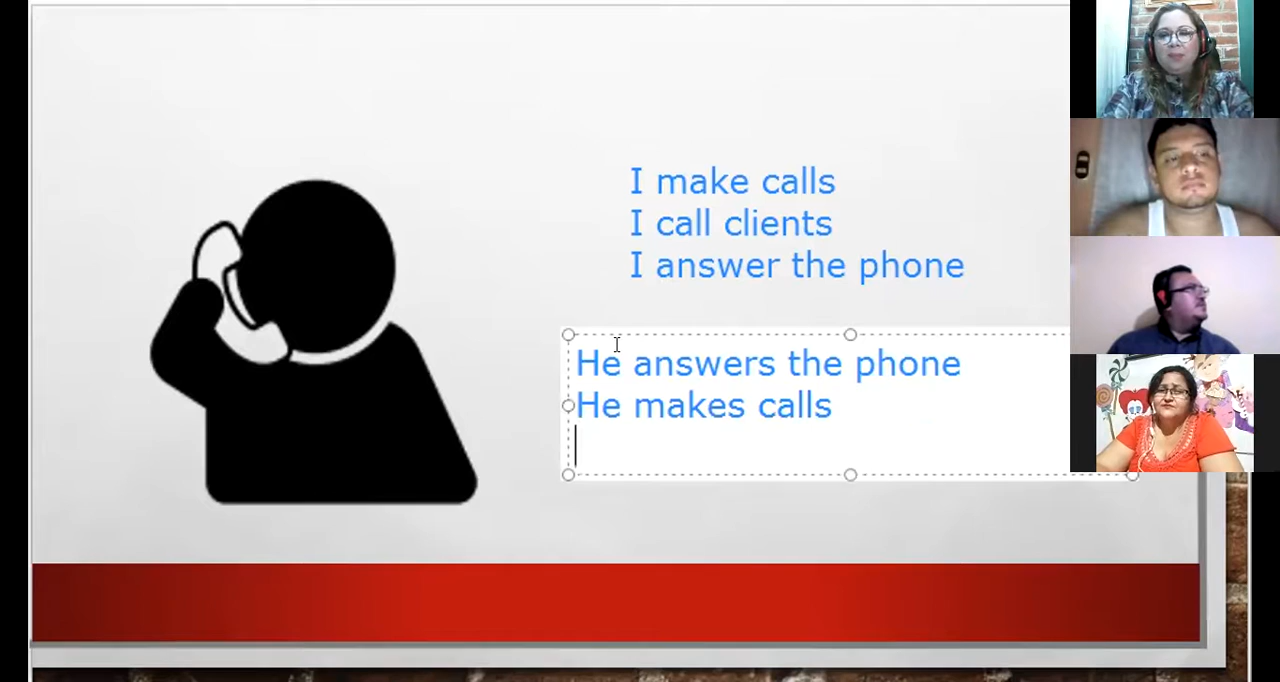 I make calls
I call clients
I answer the phone
He answers the phone
He makes calls